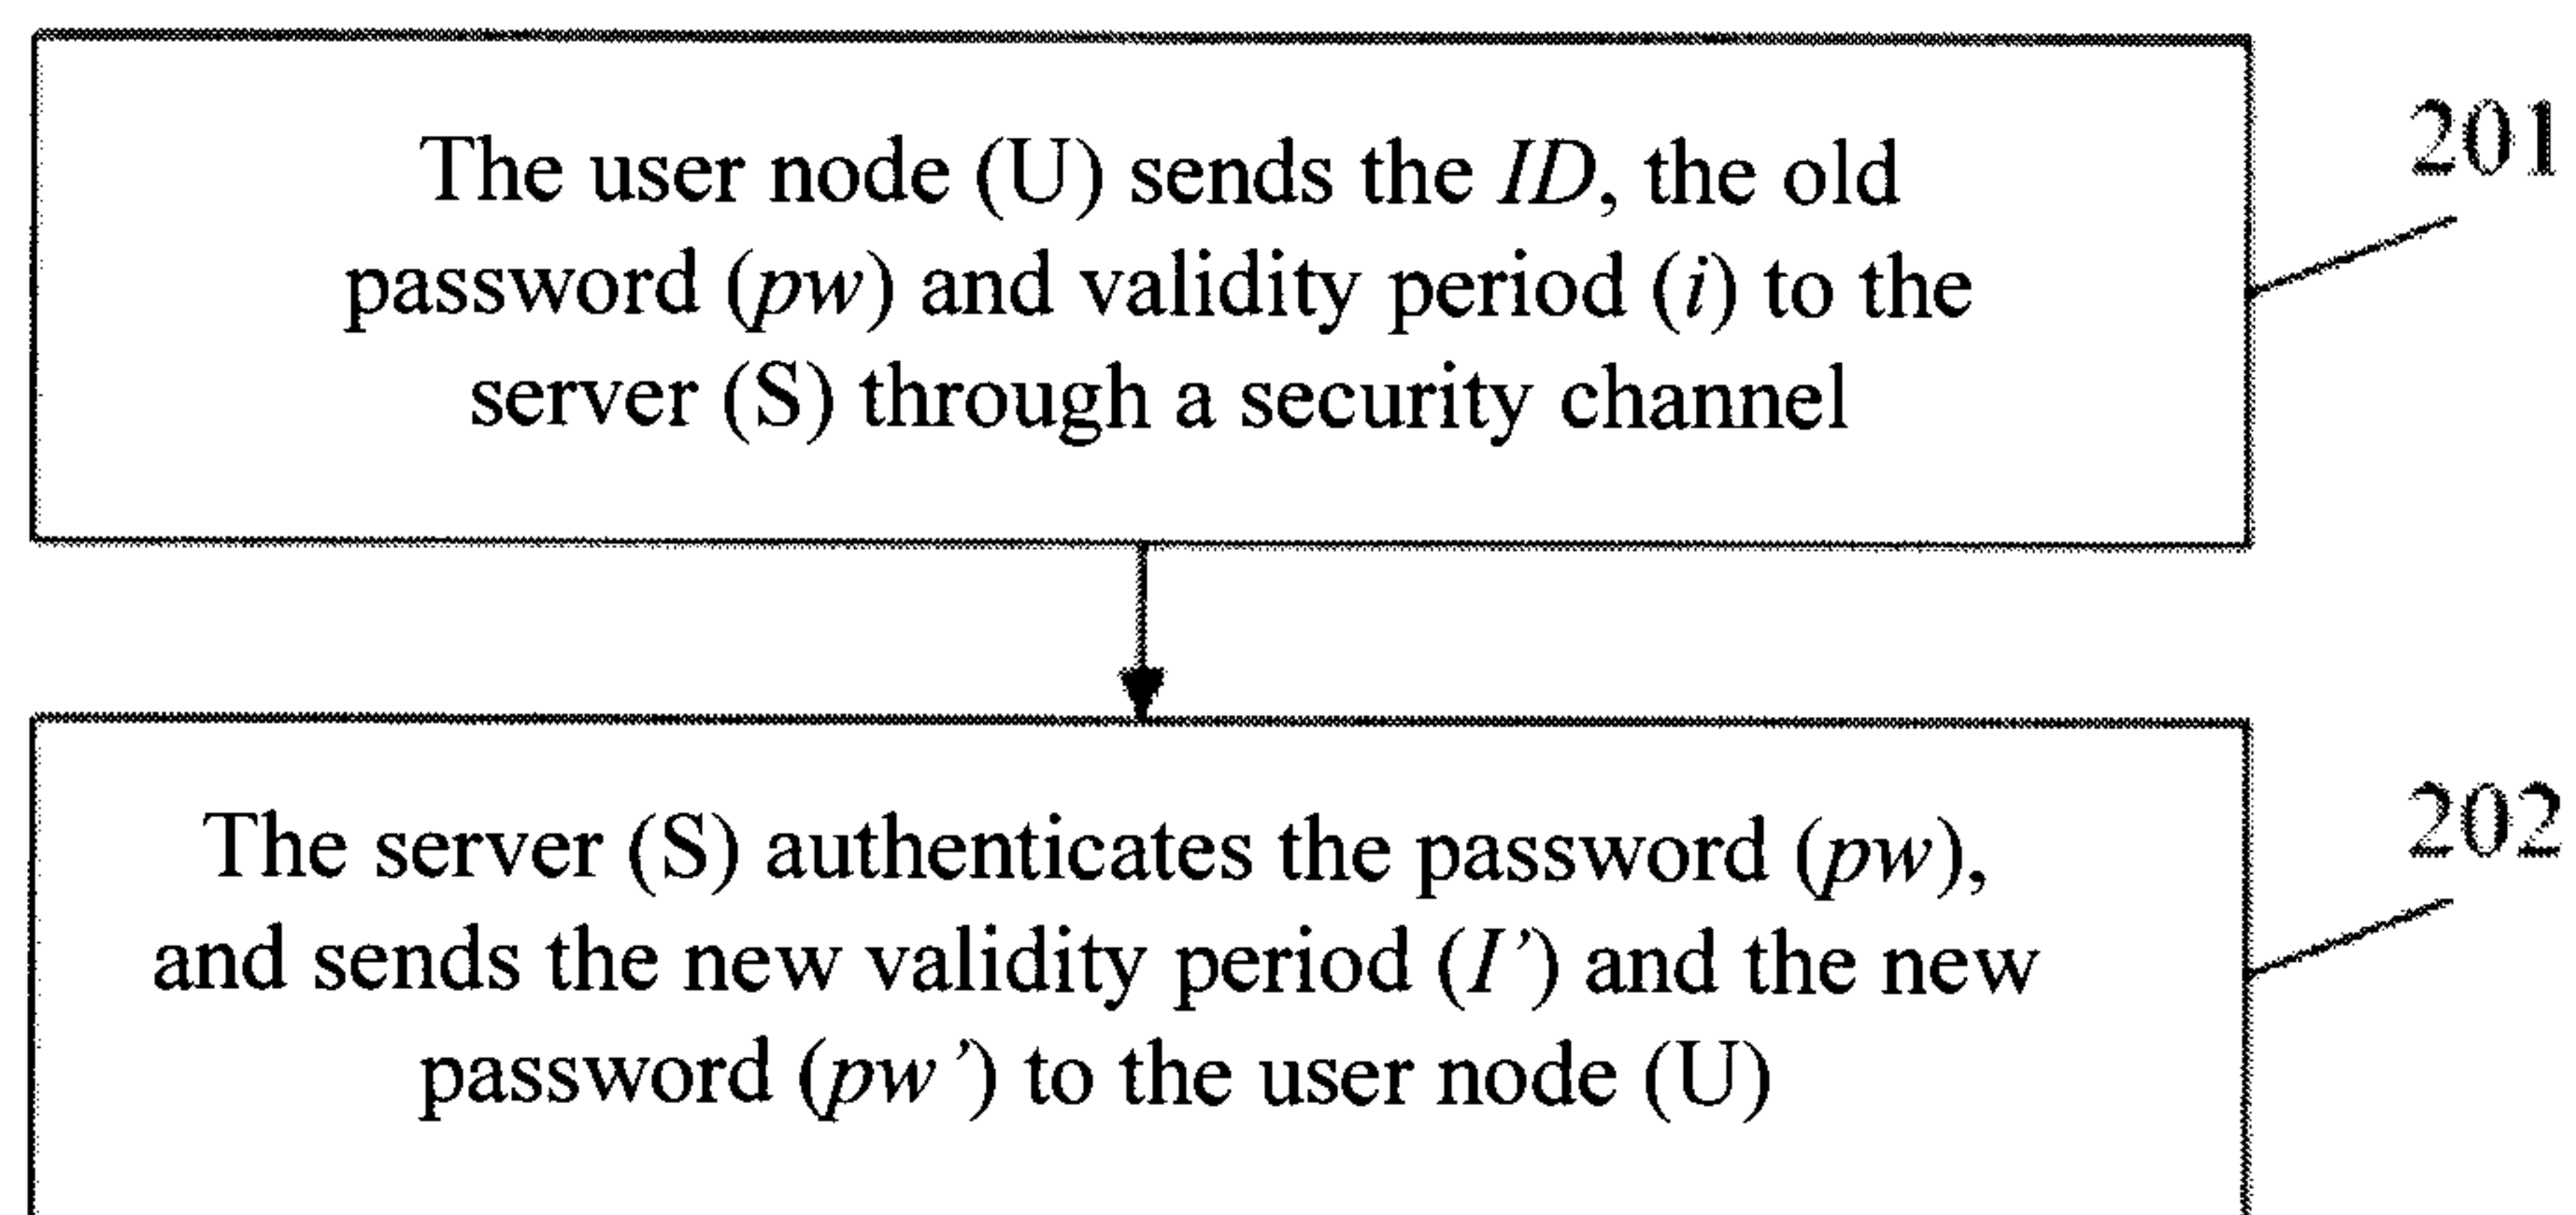 The user node (U) sends the ID, the old
password (pw) and validity period (i) to the
server (S) through a security channel
201
The server (S) authenticates the password (pw),
and sends the new validity period (I’) and the new
password (pw’) to the user node (U)
202